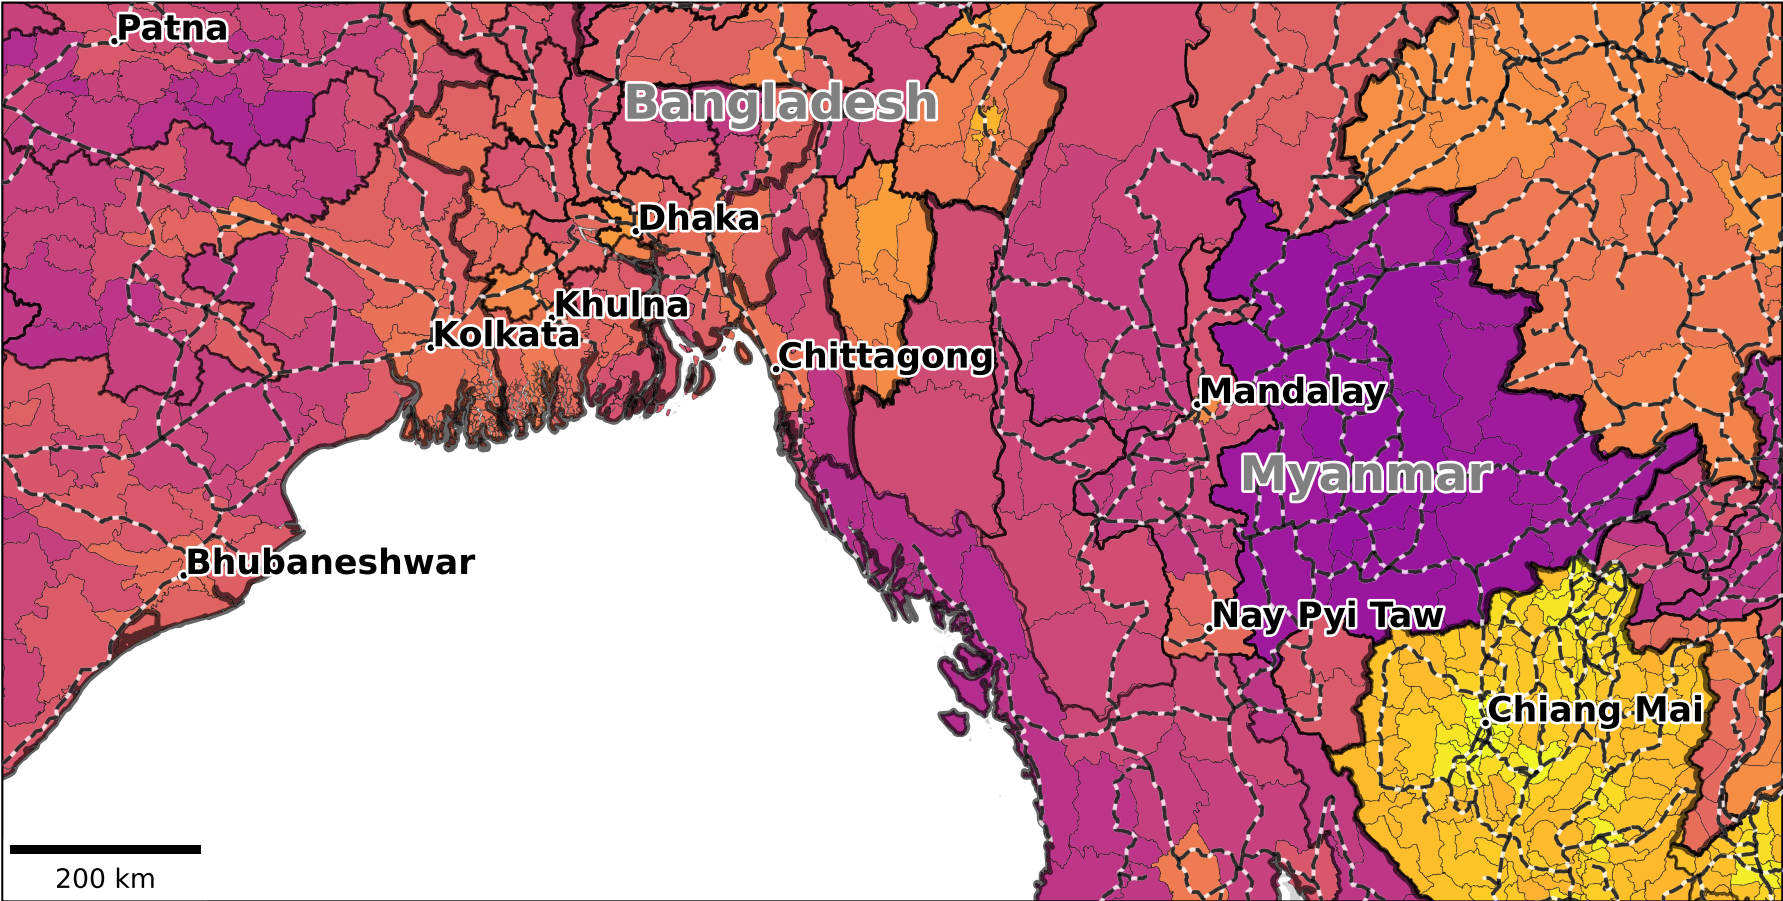 Patna
Bangladesh
Dhaka
Khulna
Kolkata
Chittagong
Mandalay
Myanmar
Bhubaneshwar
Nay Pyi Taw
Chiang Mai
200 km